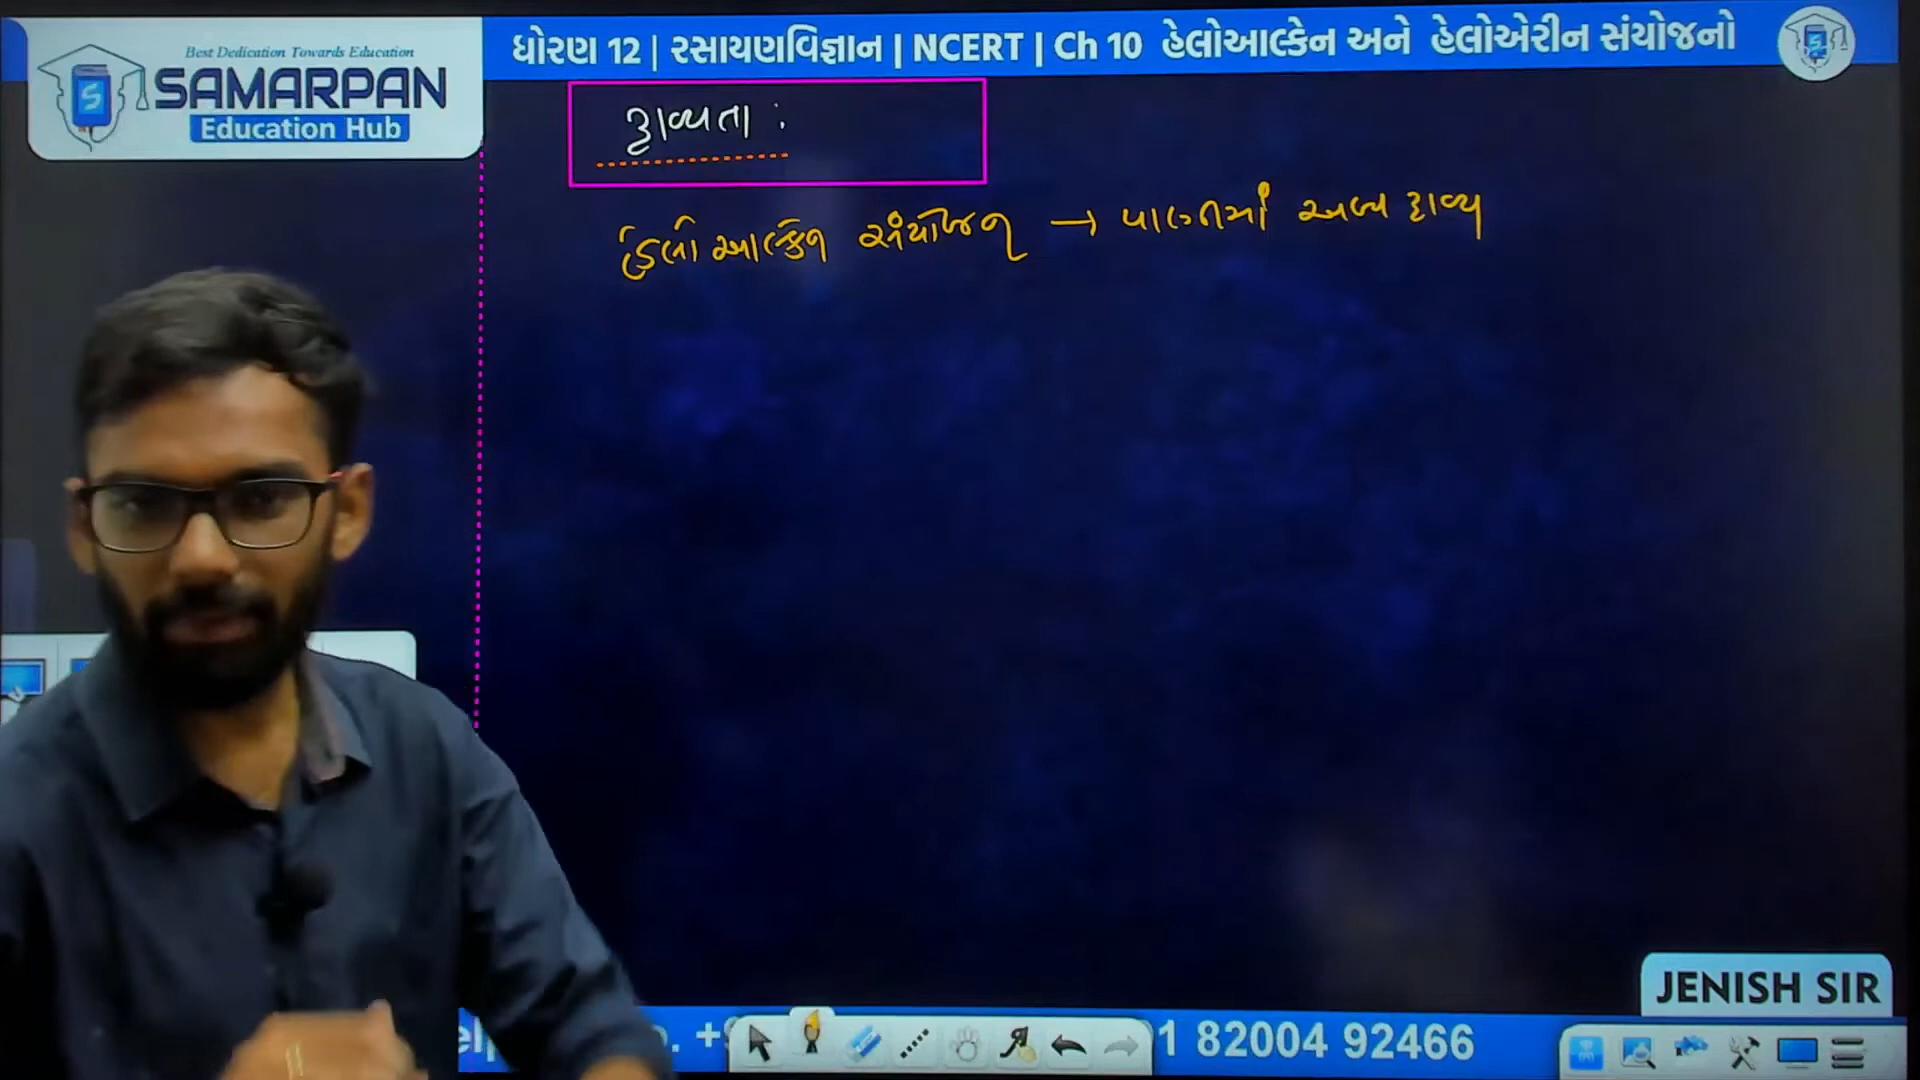 Best Dedication Towards Education
SAMARPAN
Education Hub
ધોરણ 12 | રસાયણવિજ્ઞાન | NCERT | Ch 10 હેલોઆલ્કેન અને હેલોએરીન સંયોજનો
દ્રાવ્યતા :
હેલો આલ્કેન સંયોજન → પાણીમાં અલ્પ દ્રાવ્ય
JENISH SIR
1 82004 92466